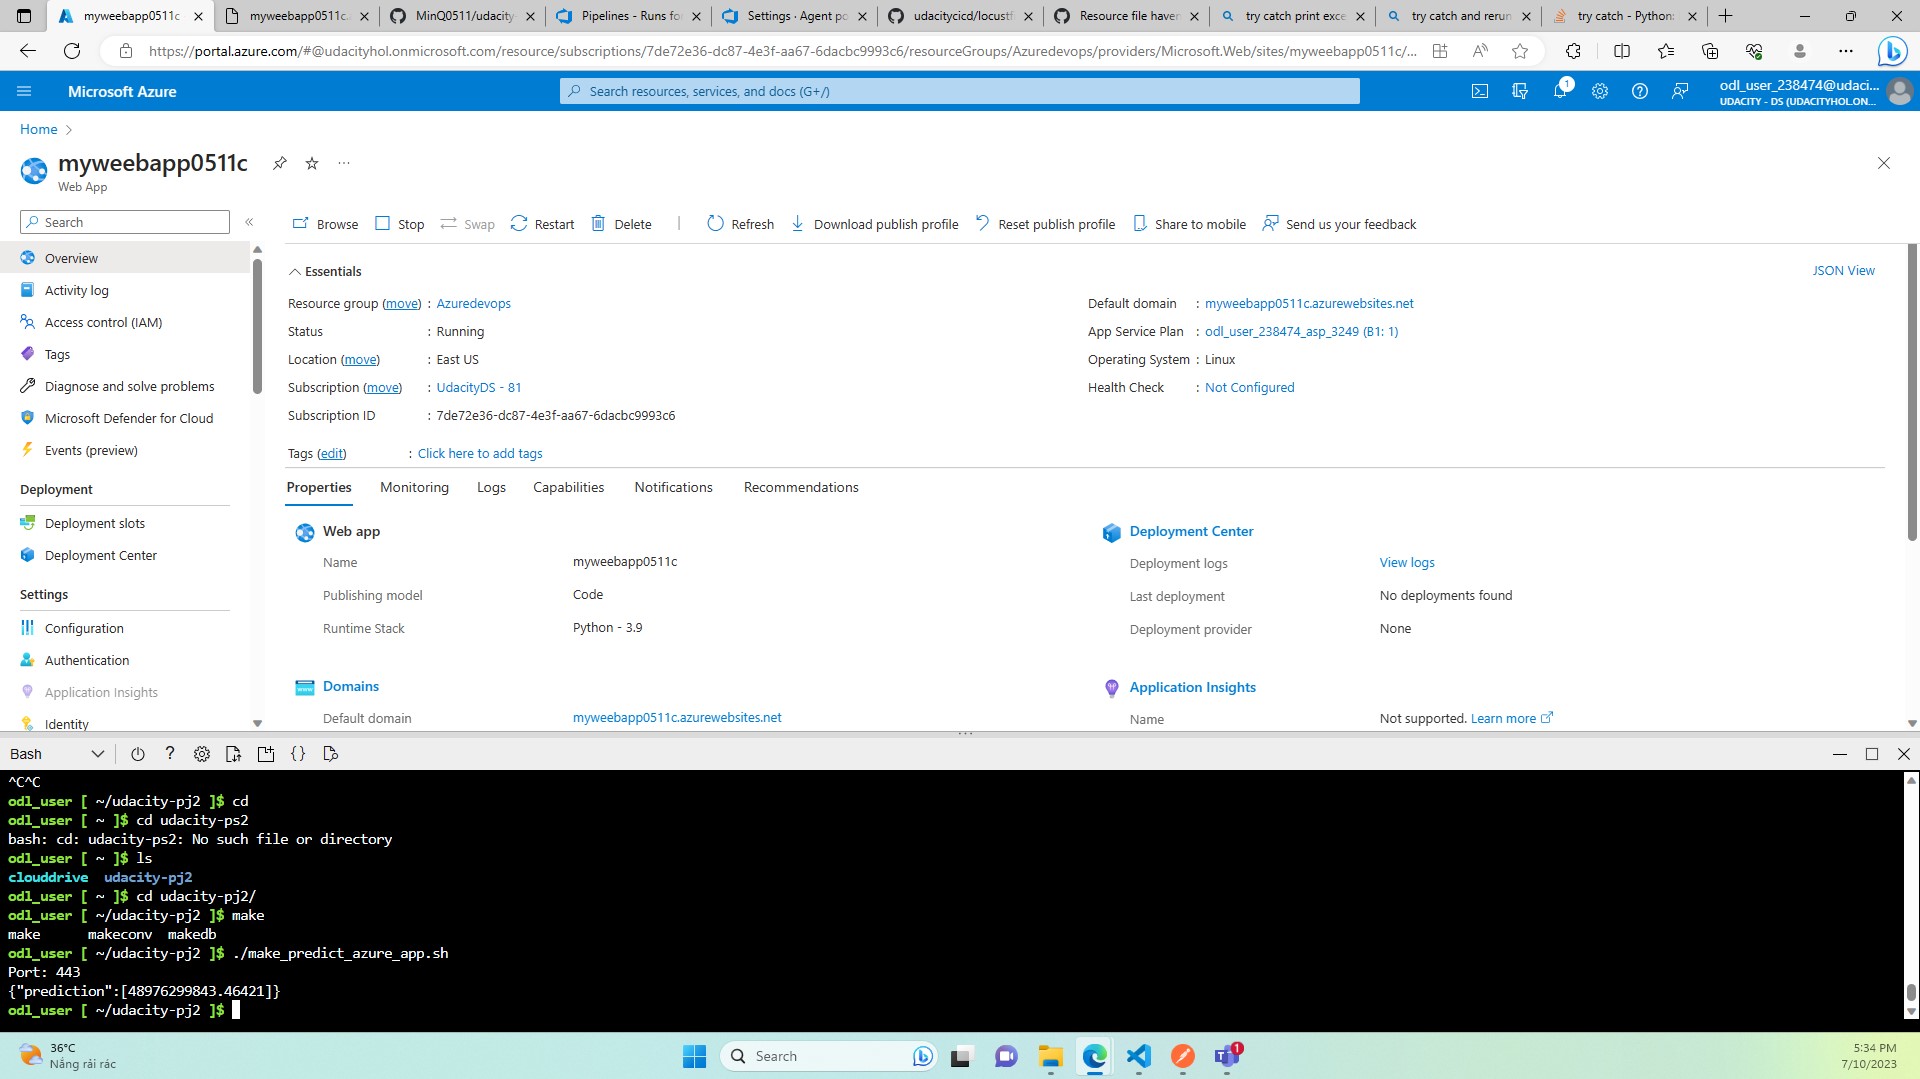 myweebapp0511c
myweebapp0511c.a
MinQ0511/udacity-
Pipelines - Runs for
Settings · Agent po
udacitycicd/locustf
Resource file haven
try catch print exce
try catch and rerun
try catch - Python:
https://portal.azure.com/#@udacityhol.onmicrosoft.com/resource/subscriptions/7de72e36-dc87-4e3f-aa67-6dacbc9993c6/resourceGroups/Azuredevops/providers/Microsoft.Web/sites/myweebapp0511c/...
Microsoft Azure
Search resources, services, and docs (G+/)
1
odl_user_238474@udaci...
UDACITY - DS (UDACITYHOL.ON...
Home
myweebapp0511c
Web App
Search
Browse
Stop
Swap
Restart
Delete
Refresh
Download publish profile
Reset publish profile
Share to mobile
Send us your feedback
Overview
Activity log
Access control (IAM)
Tags
Diagnose and solve problems
Microsoft Defender for Cloud
Events (preview)
Deployment
Deployment slots
Deployment Center
Settings
Configuration
Authentication
Application Insights
Identity
Essentials
JSON View
Resource group (move) : Azuredevops
Status : Running
Location (move) : East US
Subscription (move) : UdacityDS - 81
Subscription ID : 7de72e36-dc87-4e3f-aa67-6dacbc9993c6
Default domain : myweebapp0511c.azurewebsites.net
App Service Plan : odl_user_238474_asp_3249 (B1: 1)
Operating System : Linux
Health Check : Not Configured
Tags (edit) : Click here to add tags
Properties
Monitoring
Logs
Capabilities
Notifications
Recommendations
Web app
Name myweebapp0511c
Publishing model Code
Runtime Stack Python - 3.9
Deployment Center
Deployment logs View logs
Last deployment No deployments found
Deployment provider None
Domains
Default domain myweebapp0511c.azurewebsites.net
Application Insights
Name Not supported. Learn more
Bash
^C^C
odl_user [ ~/udacity-pj2 ]$ cd
odl_user [ ~ ]$ cd udacity-ps2
bash: cd: udacity-ps2: No such file or directory
odl_user [ ~ ]$ ls
clouddrive udacity-pj2
odl_user [ ~ ]$ cd udacity-pj2/
odl_user [ ~/udacity-pj2 ]$ make
make makeconv makedb
odl_user [ ~/udacity-pj2 ]$ ./make_predict_azure_app.sh
Port: 443
{"prediction":[48976299843.46421]}
odl_user [ ~/udacity-pj2 ]$
36°C
Nắng rải rác
Search
1
5:34 PM
7/10/2023